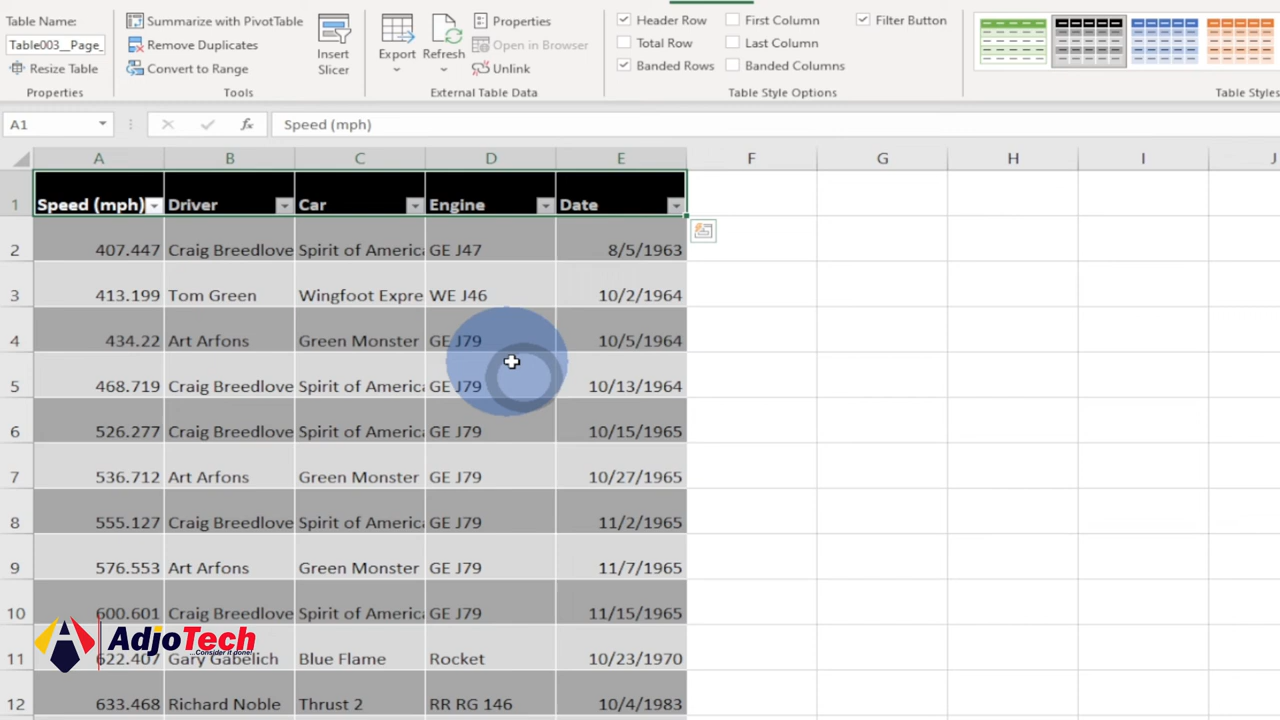 Table Name:
Table003__Page_
Resize Table
Properties
Summarize with PivotTable
Remove Duplicates
Convert to Range
Tools
Insert
Slicer
Export
Refresh
Properties
Open in Browser
Unlink
External Table Data
Header Row
Total Row
Banded Rows
First Column
Last Column
Banded Columns
Filter Button
Table Style Options
Table Styles
A1
fx
Speed (mph)
A B C D E F G H I J
1 Speed (mph) Driver Car Engine Date
2 407.447 Craig Breedlove Spirit of America GE J47 8/5/1963
3 413.199 Tom Green Wingfoot Expre WE J46 10/2/1964
4 434.22 Art Arfons Green Monster GE J79 10/5/1964
5 468.719 Craig Breedlove Spirit of America GE J79 10/13/1964
6 526.277 Craig Breedlove Spirit of America GE J79 10/15/1965
7 536.712 Art Arfons Green Monster GE J79 10/27/1965
8 555.127 Craig Breedlove Spirit of America GE J79 11/2/1965
9 576.553 Art Arfons Green Monster GE J79 11/7/1965
10 600.601 Craig Breedlove Spirit of America GE J79 11/15/1965
11 622.407 Gary Gabelich Blue Flame Rocket 10/23/1970
12 633.468 Richard Noble Thrust 2 RR RG 146 10/4/1983
AdjoTech
...Consider it done!